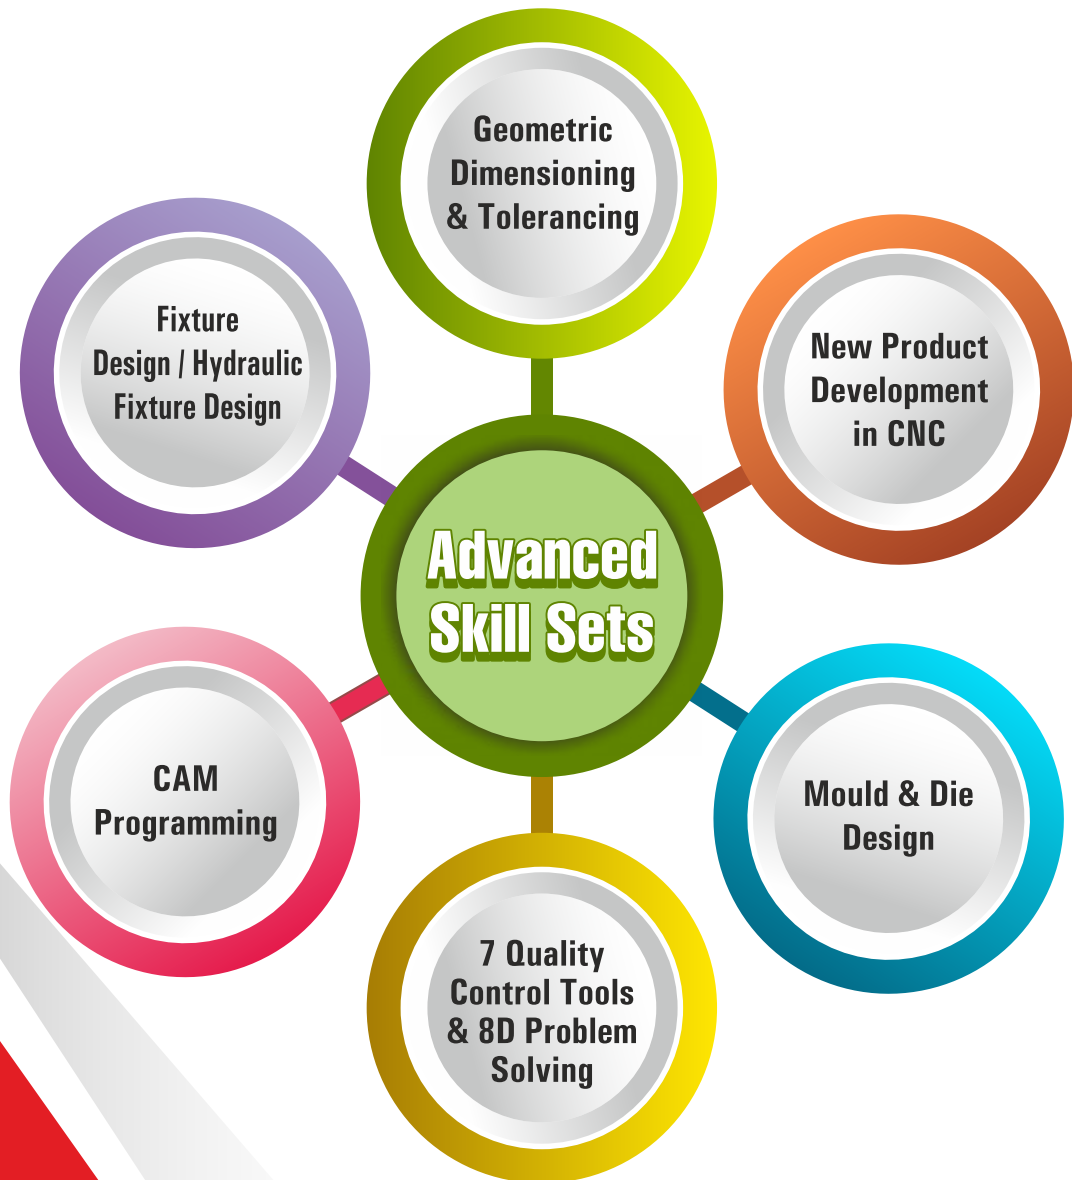 Geometric
Dimensioning
& Tolerancing
Fixture
Design / Hydraulic
Fixture Design
New Product
Development
in CNC
Advanced
Skill Sets
CAM
Programming
Mould & Die
Design
7 Quality
Control Tools
& 8D Problem
Solving